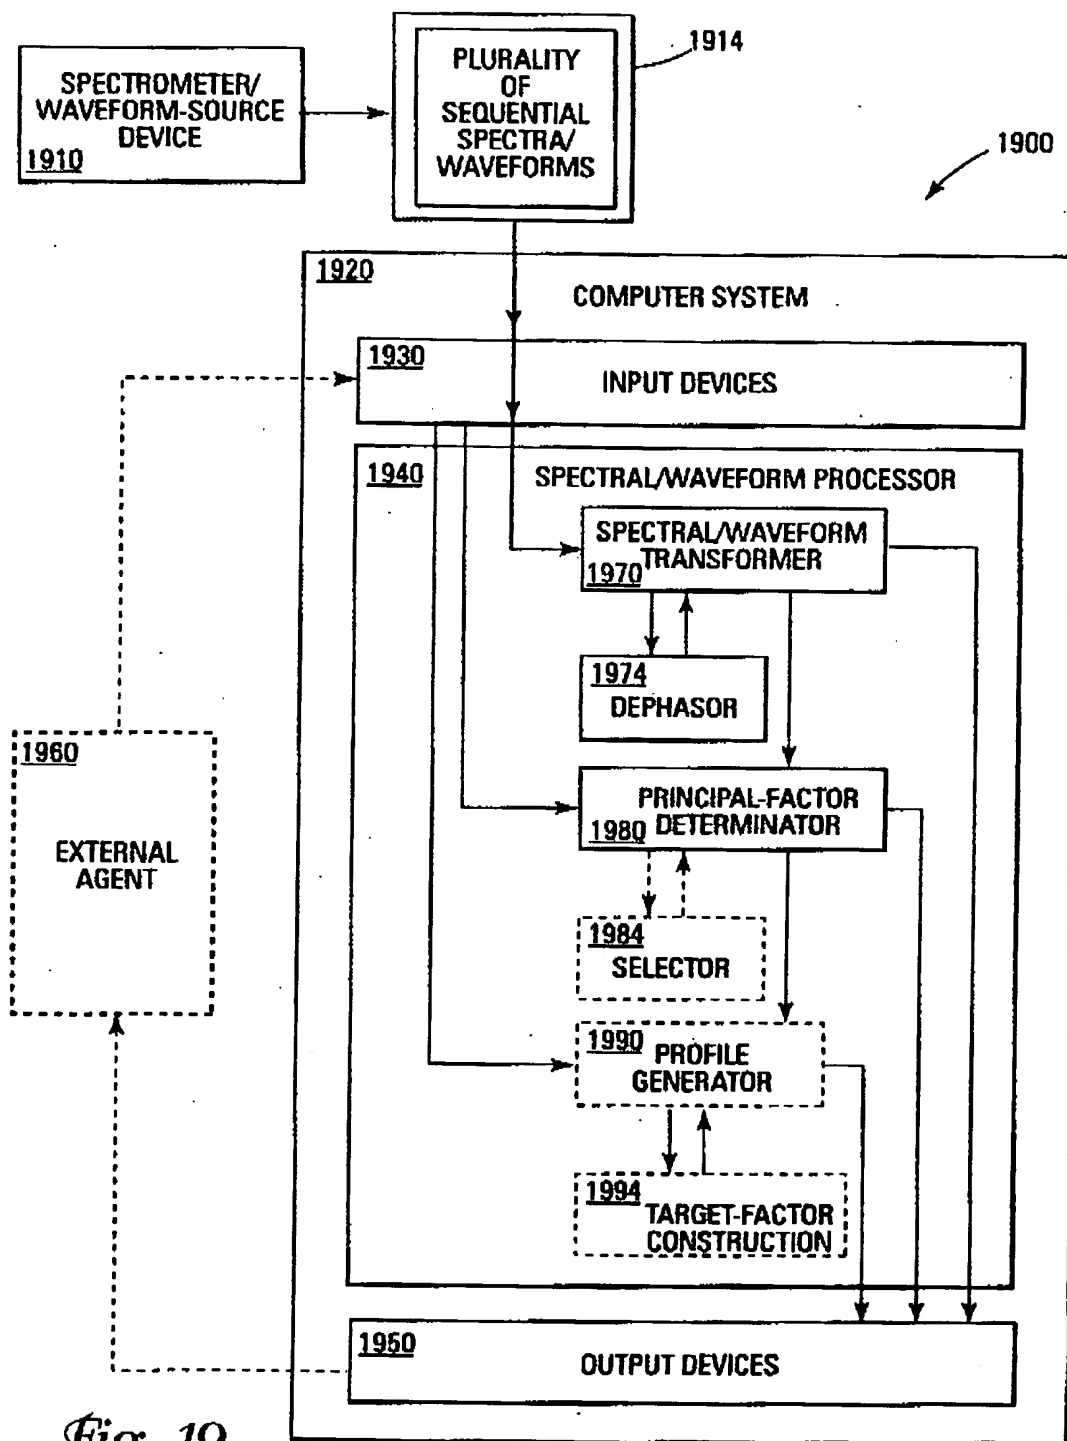 1914
PLURALITY
OF
SEQUENTIAL
SPECTRA/
WAVEFORMS
SPECTROMETER/
WAVEFORM-SOURCE
DEVICE
1910
1900
1920
COMPUTER SYSTEM
1930
INPUT DEVICES
1940
SPECTRAL/WAVEFORM PROCESSOR
SPECTRAL/WAVEFORM
TRANSFORMER
1970
1974
DEPHASOR
PRINCIPAL-FACTOR
DETERMINATOR
1980
1960
EXTERNAL
AGENT
1984
SELECTOR
1990
PROFILE
GENERATOR
1994
TARGET-FACTOR
CONSTRUCTION
1950
OUTPUT DEVICES
Fig. 19